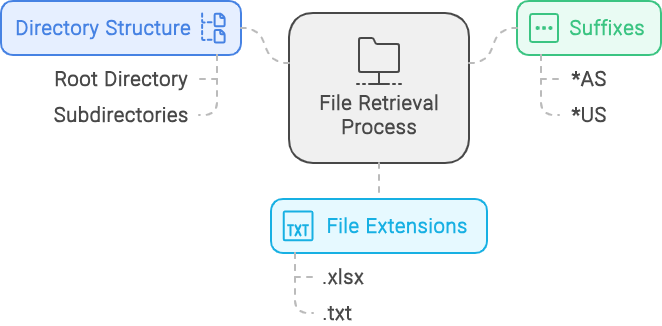 Directory Structure
Root Directory
Subdirectories
File Retrieval
Process
Suffixes
*AS
*US
TXT
File Extensions
.xlsx
.txt